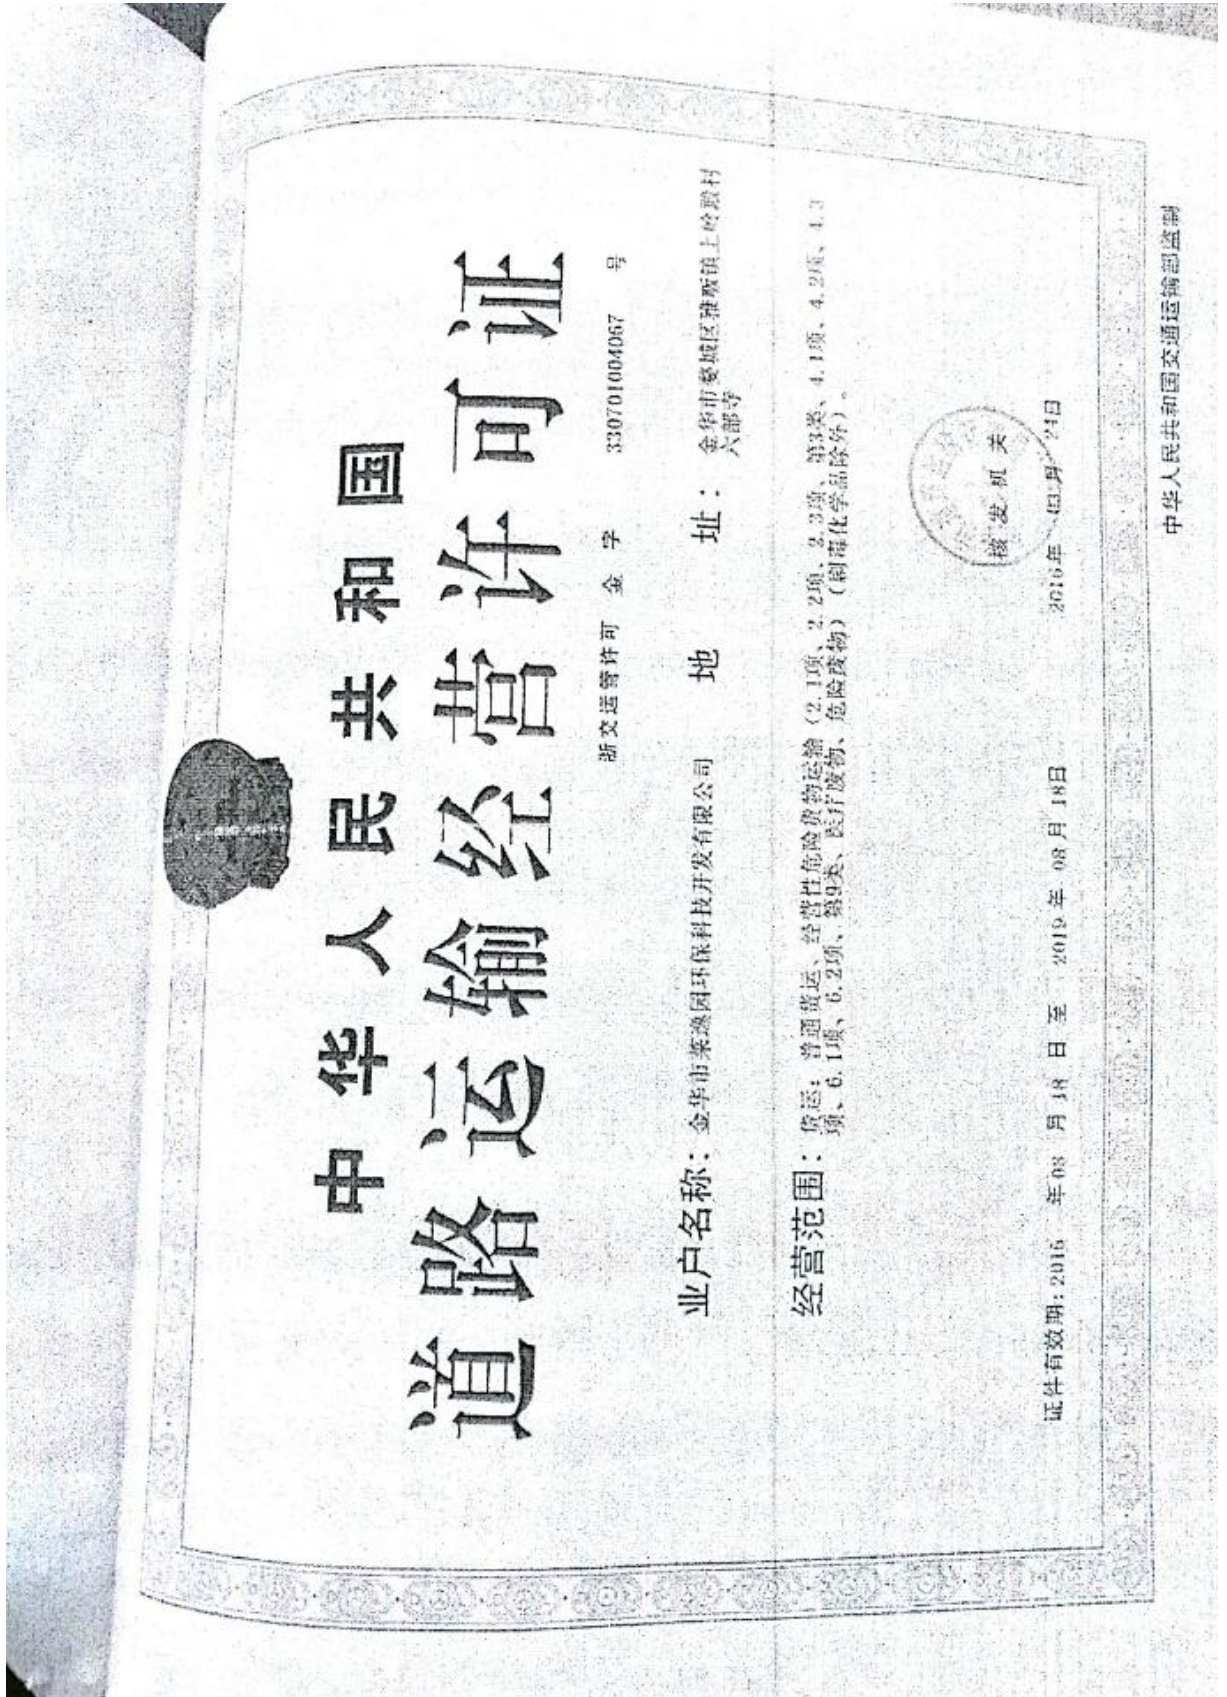 中华人民共和国
道路运输经营许可证
浙交运管许可 金 字 330701004067 号
业户名称：金华市莱逸园环保科技开发有限公司
地 址：金华市婺城区雅畈镇上岭殿村
六部寺
经营范围：货运：普通货运、经营性危险货物运输（2.1项、2.2项、2.3项、第3类、4.1项、4.2项、4.3
项、6.1项、6.2项、第9类、医疗废物、危险废物）（剧毒化学品除外）。
核发机关
证件有效期：2016 年 08 月 18 日 至 2019 年 08 月 18日
2016年 月 24日
中华人民共和国交通运输部监制